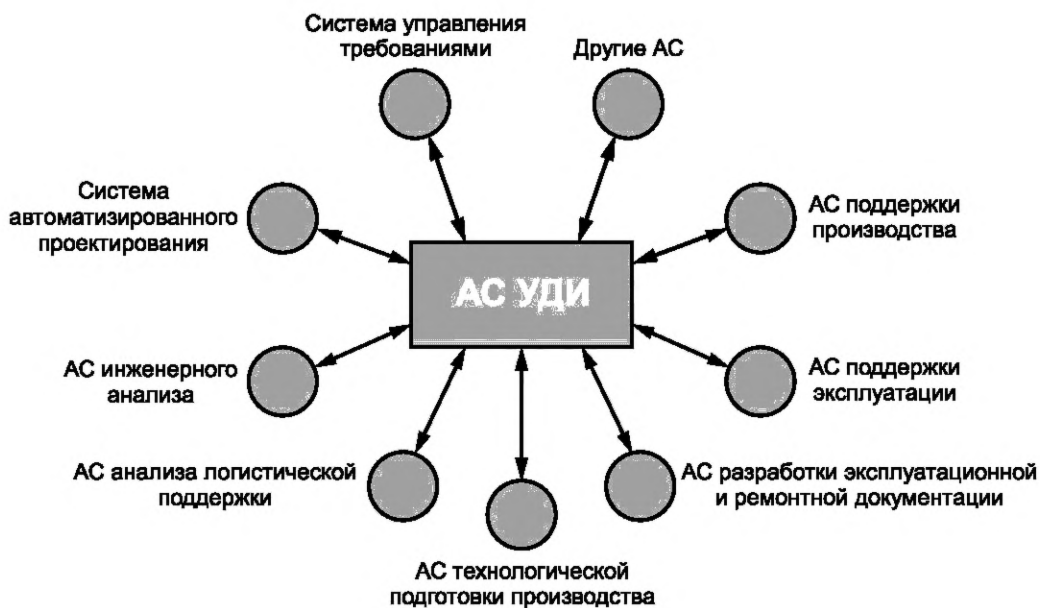 Система управления
требованиями
Другие АС
Система
автоматизированного
проектирования
АС поддержки
производства
АС УДИ
АС инженерного
анализа
АС поддержки
эксплуатации
АС анализа логистической
поддержки
АС разработки эксплуатационной
и ремонтной документации
АС технологической
подготовки производства